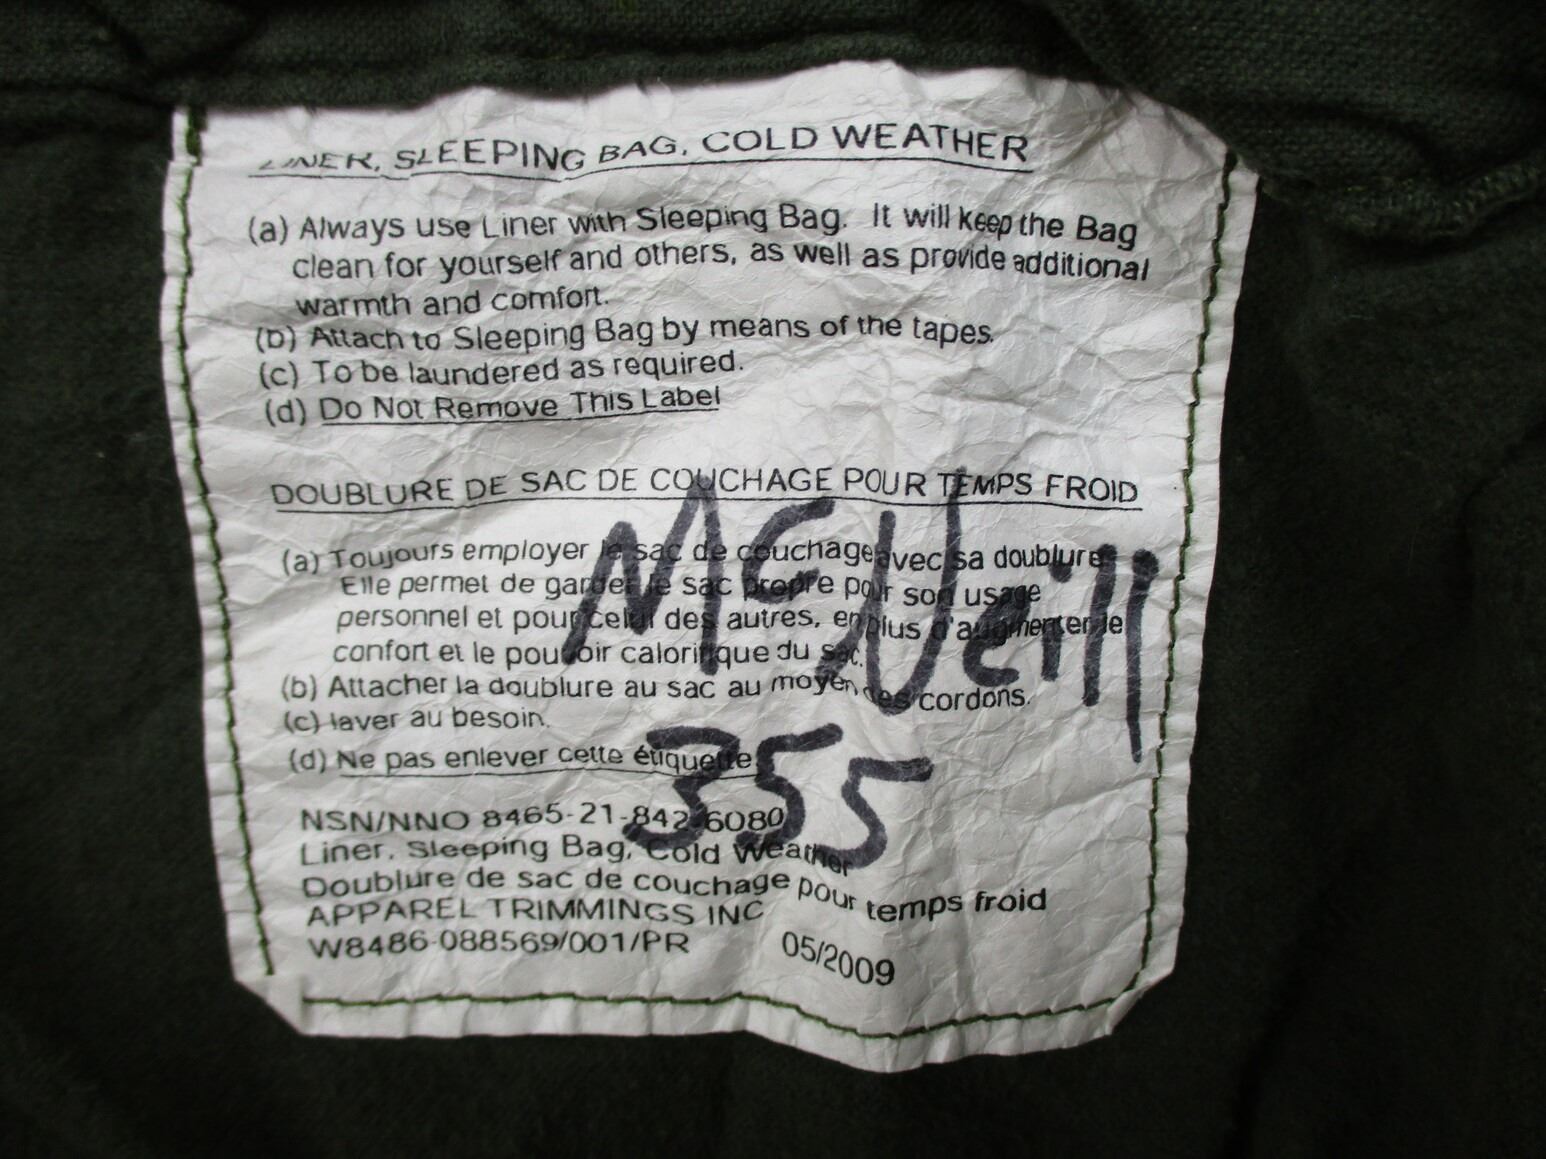 LINER, SLEEPING BAG, COLD WEATHER
(a) Always use Liner with Sleeping Bag. It will keep the Bag
clean for yourself and others, as well as provide additional
warmth and comfort.
(b) Attach to Sleeping Bag by means of the tapes.
(c) To be laundered as required.
(d) Do Not Remove This Label
DOUBLURE DE SAC DE COUCHAGE POUR TEMPS FROID
(a) Toujours employer le sac de couchage avec sa doublure.
Elle permet de garder le sac propre pour son usage
personnel et pour celui des autres, en plus d'augmenter le
confort et le pouvoir calorifique du sac.
(b) Attacher la doublure au sac au moyen des cordons.
(c) laver au besoin.
(d) Ne pas enlever cette étiquette
McNeill
355
NSN/NNO 8465-21-842-6080
Liner, Sleeping Bag, Cold Weather
Doublure de sac de couchage pour temps froid
APPAREL TRIMMINGS INC
W8486-088569/001/PR 05/2009